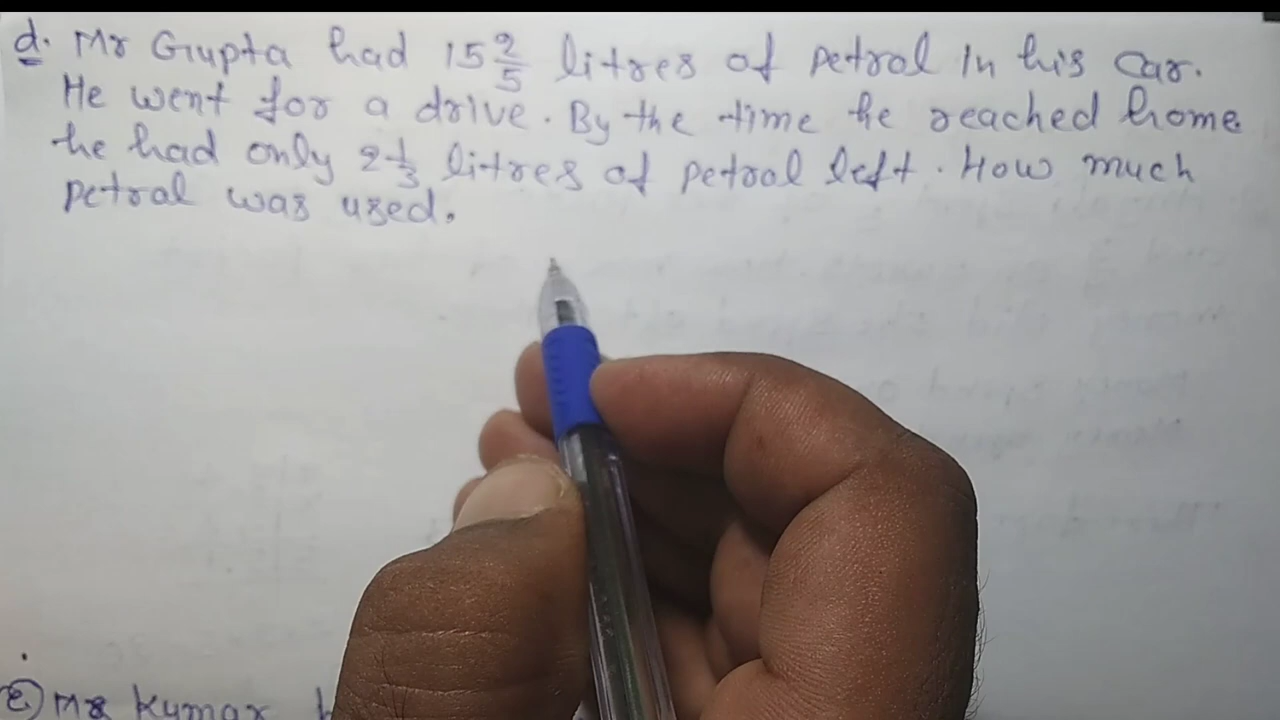 d. Mr Gupta had 15 2/5 litres of petrol in his car.
He went for a drive. By the time he reached home
he had only 2 1/3 litres of petrol left. How much
petrol was used.
e) Mr Kumar